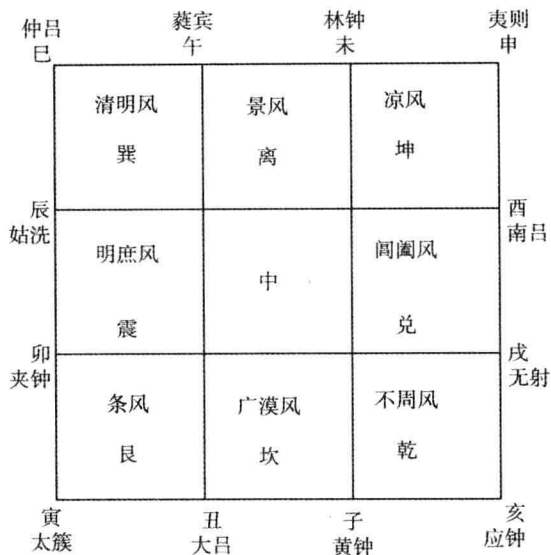 仲吕
巳
蕤宾
午
林钟
未
夷则
申
清明风
巽
景风
离
凉风
坤
辰
姑洗
酉
南吕
明庶风
震
中
阊阖风
兑
卯
夹钟
戌
无射
条风
艮
广漠风
坎
不周风
乾
寅
太簇
丑
大吕
子
黄钟
亥
应钟